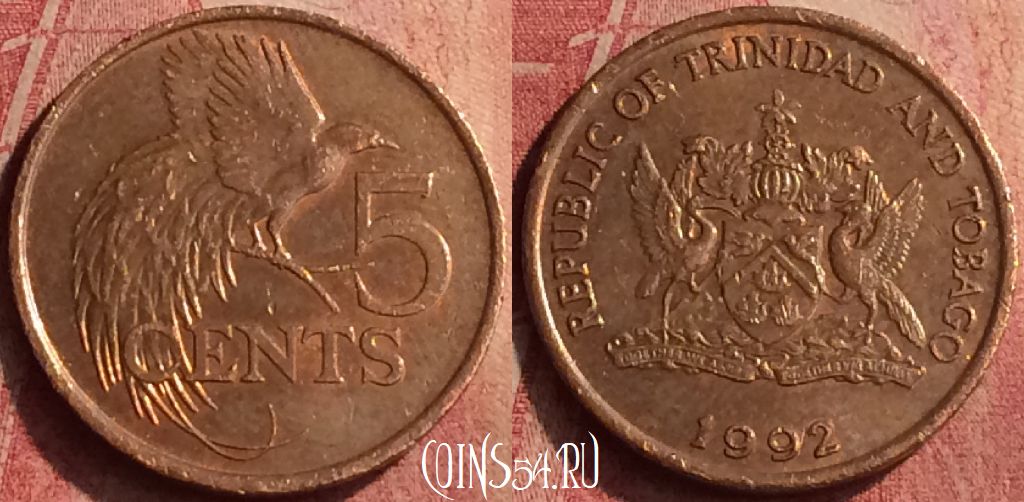 5
CENTS
REPUBLIC OF TRINIDAD AND TOBAGO
1992
COINS54.RU